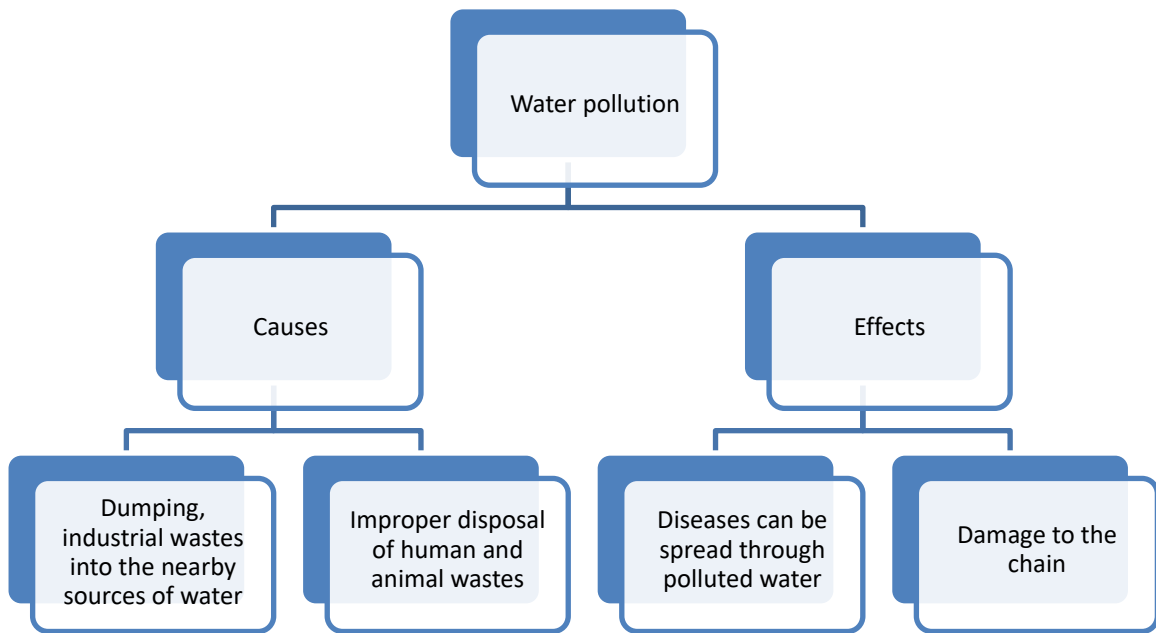 Water pollution
Causes
Effects
Dumping,
industrial wastes
into the nearby
sources of water
Improper disposal
of human and
animal wastes
Diseases can be
spread through
polluted water
Damage to the
chain